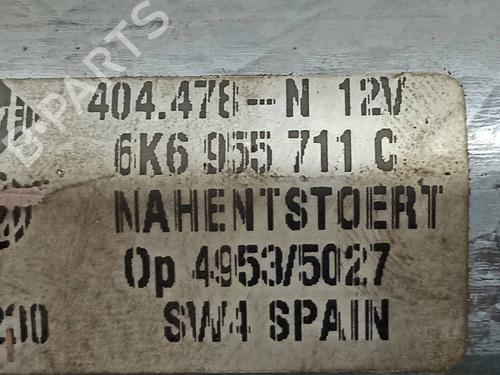 B-PARTS
404.478-N 12V
6K6 955 711 C
NAHENTSTOERT
Op 4953/5027
SW4 SPAIN